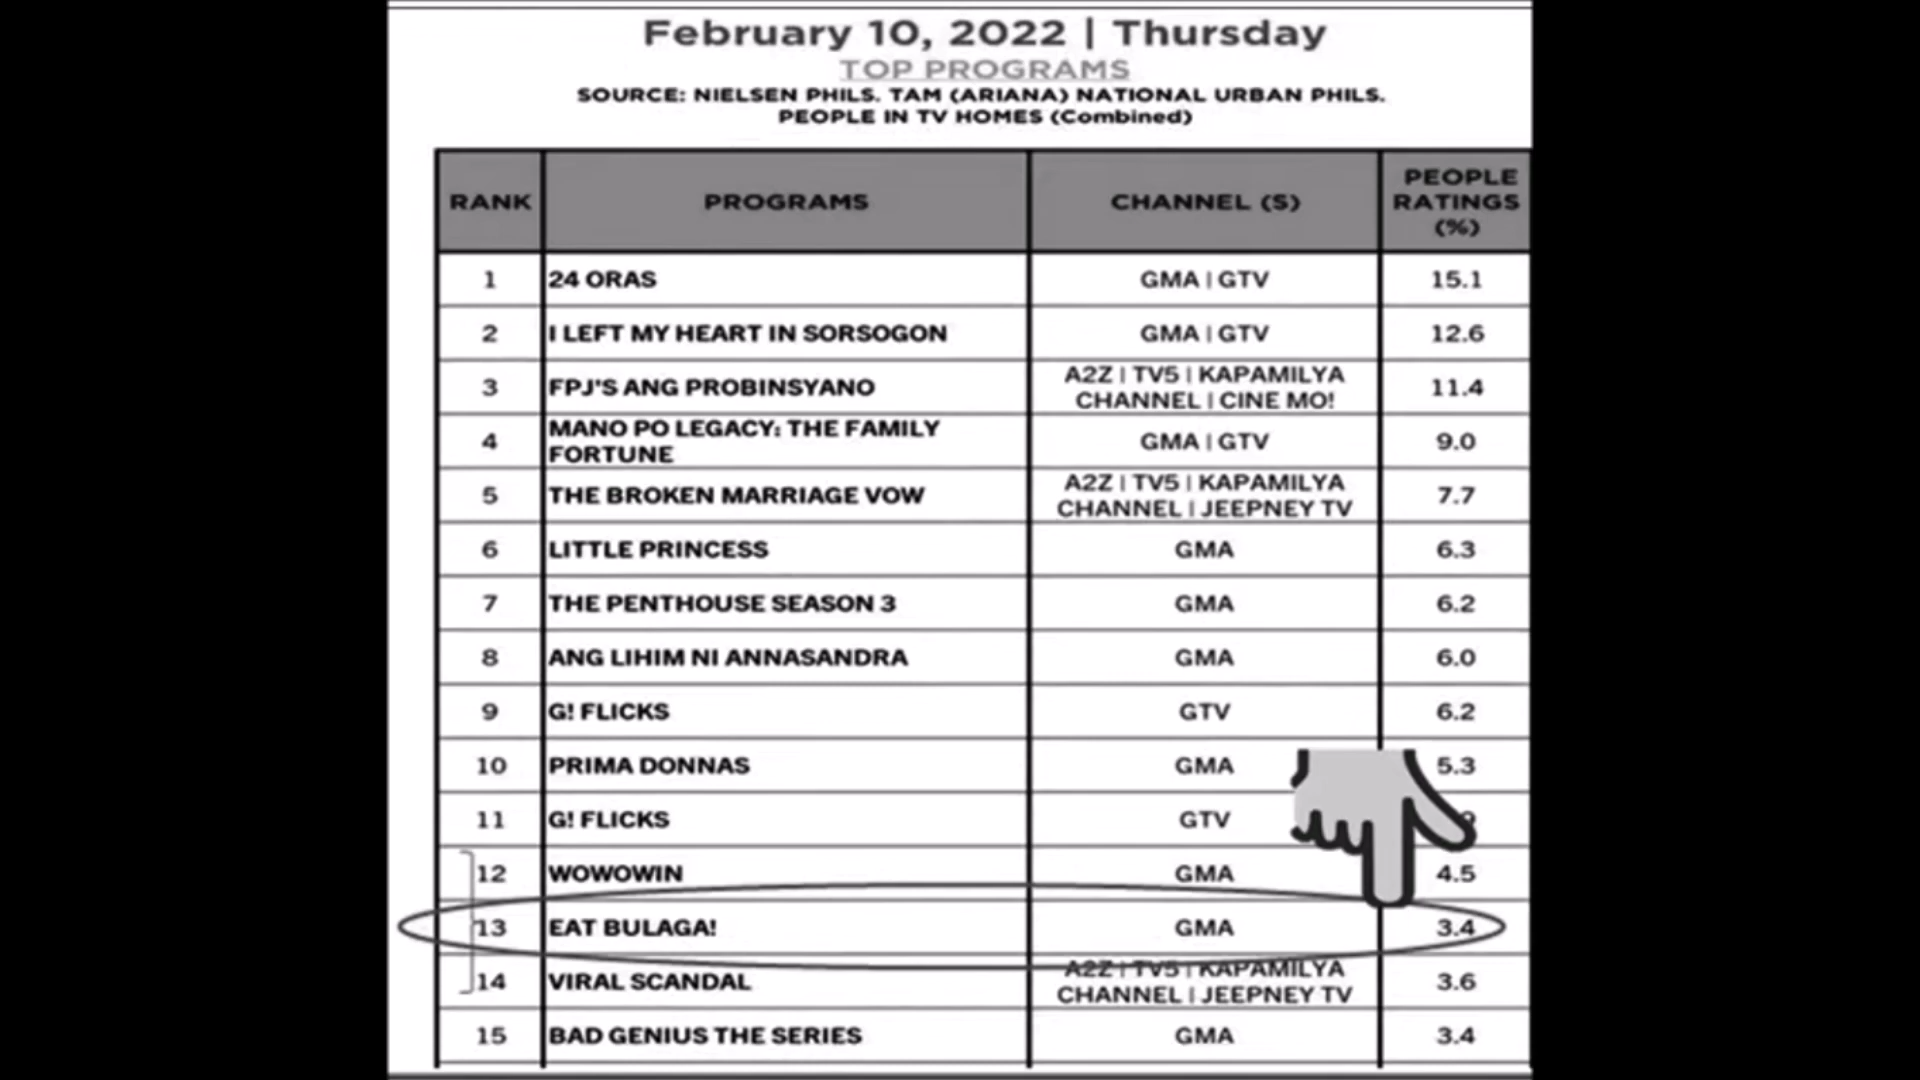 February 10, 2022 | Thursday
TOP PROGRAMS
SOURCE: NIELSEN PHILS. TAM (ARIANA) NATIONAL URBAN PHILS.
PEOPLE IN TV HOMES (Combined)
RANK PROGRAMS CHANNEL (S) PEOPLE RATINGS (%)
1 24 ORAS GMA | GTV 15.1
2 I LEFT MY HEART IN SORSOGON GMA | GTV 12.6
3 FPJ'S ANG PROBINSYANO A2Z | TV5 | KAPAMILYA CHANNEL | CINE MO! 11.4
4 MANO PO LEGACY: THE FAMILY FORTUNE GMA | GTV 9.0
5 THE BROKEN MARRIAGE VOW A2Z | TV5 | KAPAMILYA CHANNEL | JEEPNEY TV 7.7
6 LITTLE PRINCESS GMA 6.3
7 THE PENTHOUSE SEASON 3 GMA 6.2
8 ANG LIHIM NI ANNASANDRA GMA 6.0
9 G! FLICKS GTV 6.2
10 PRIMA DONNAS GMA 5.3
11 G! FLICKS GTV
12 WOWOWIN GMA 4.5
13 EAT BULAGA! GMA 3.4
14 VIRAL SCANDAL A2Z | TV5 | KAPAMILYA CHANNEL | JEEPNEY TV 3.6
15 BAD GENIUS THE SERIES GMA 3.4